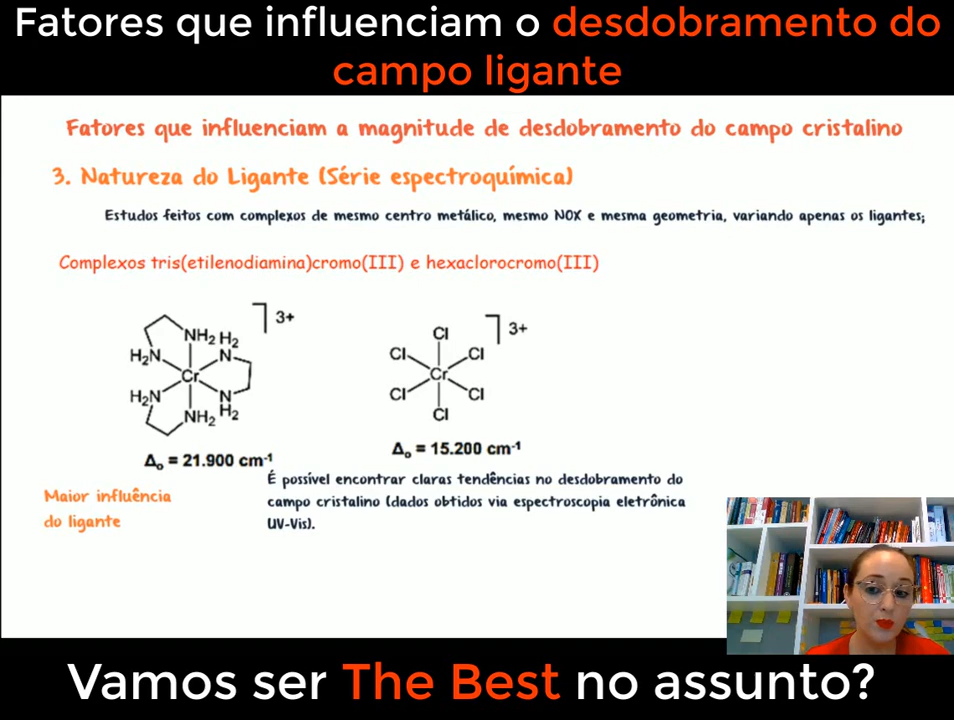 Fatores que influenciam o desdobramento do
campo ligante
Fatores que influenciam a magnitude de desdobramento do campo cristalino
3. Natureza do Ligante (Série espectroquímica)
Estudos feitos com complexos de mesmo centro metálico, mesmo NOX e mesma geometria, variando apenas os ligantes;
Complexos tris(etilenodiamina)cromo(III) e hexaclorocromo(III)
3+
NH2 H2
H2N N
Cr
H2N N
NH2 H2
Δo = 21.900 cm-1
3+
Cl
Cl Cl
Cr
Cl Cl
Cl
Δo = 15.200 cm-1
Maior influência
do ligante
É possível encontrar claras tendências no desdobramento do
campo cristalino (dados obtidos via espectroscopia eletrônica
UV-Vis).
Vamos ser The Best no assunto?